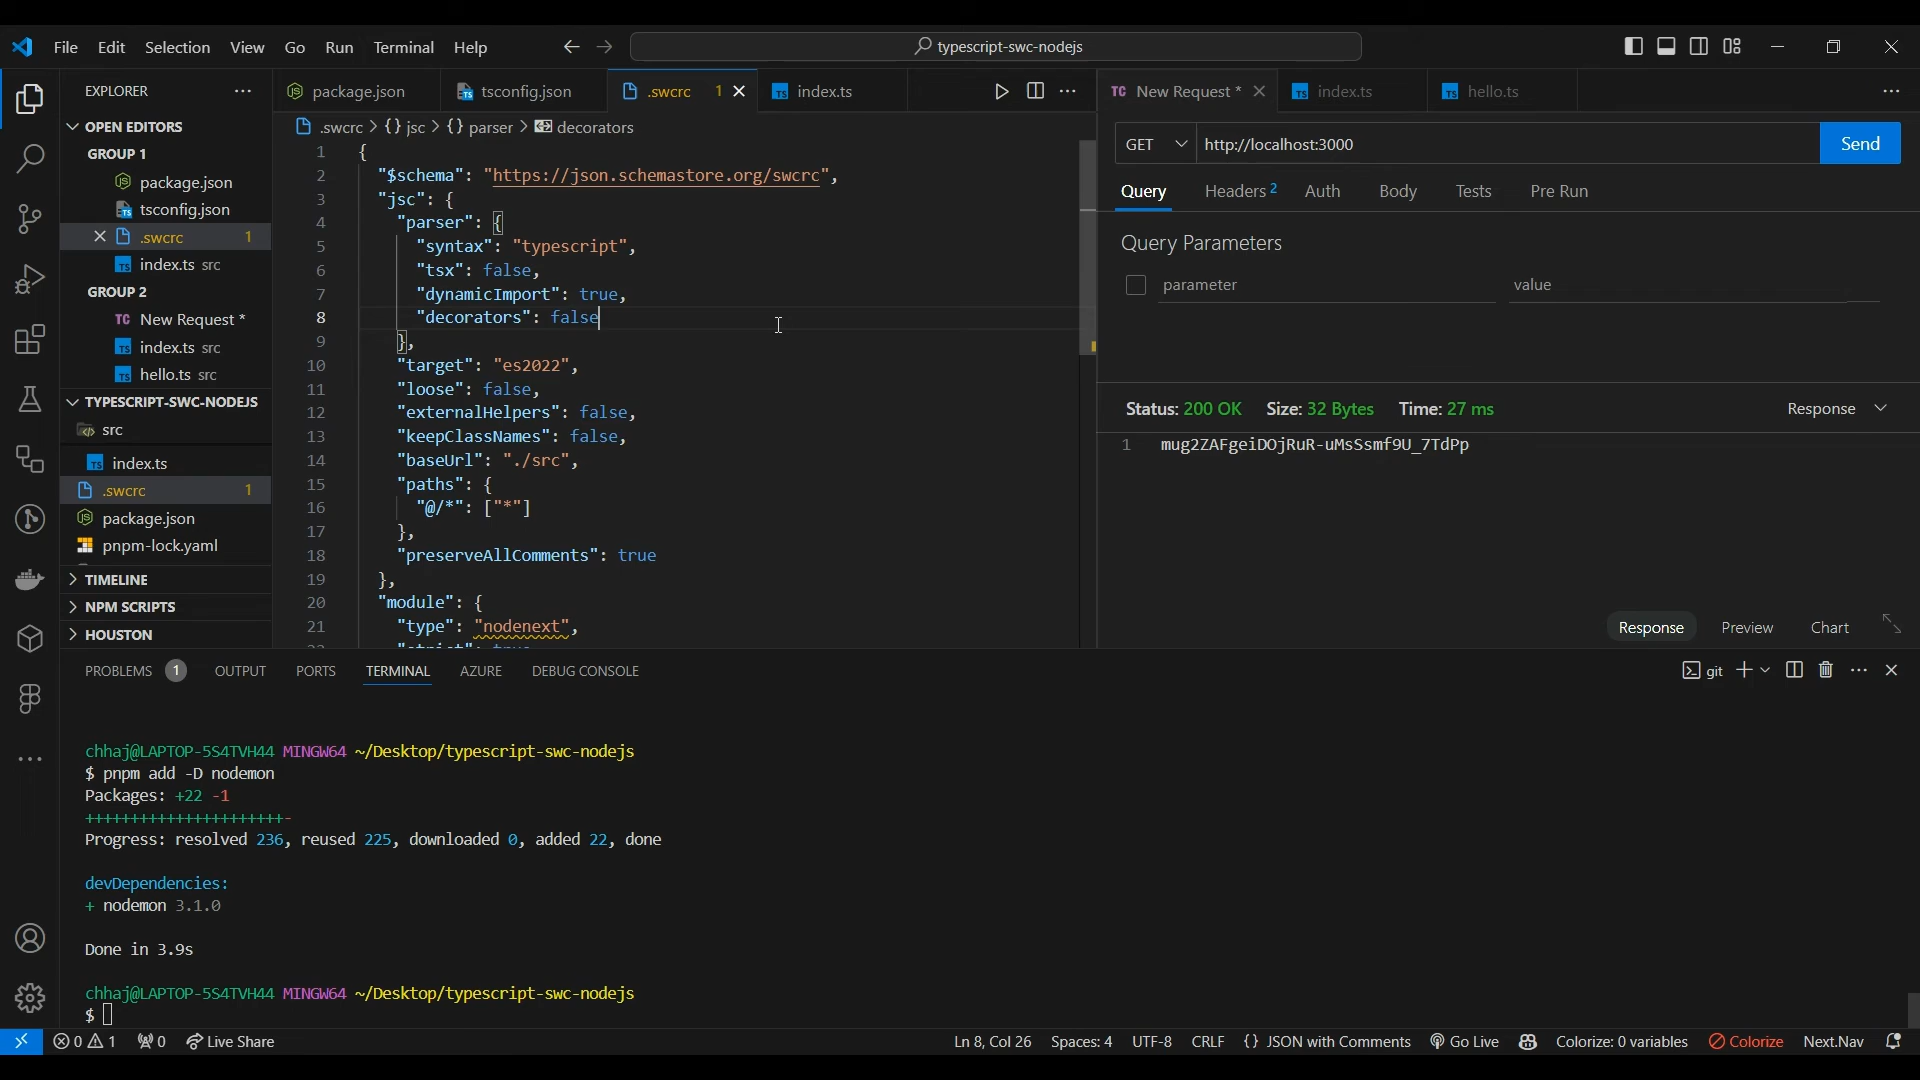 File Edit Selection View Go Run Terminal Help
typescript-swc-nodejs
EXPLORER
OPEN EDITORS
GROUP 1
package.json
tsconfig.json
.swcrc 1
index.ts src
GROUP 2
TC New Request *
index.ts src
hello.ts src
TYPESCRIPT-SWC-NODEJS
src
index.ts
.swcrc 1
package.json
pnpm-lock.yaml
TIMELINE
NPM SCRIPTS
HOUSTON
package.json tsconfig.json .swcrc 1 index.ts
.swcrc > {} jsc > {} parser > decorators
1 {
2 "$schema": "https://json.schemastore.org/swcrc",
3 "jsc": {
4 "parser": {
5 "syntax": "typescript",
6 "tsx": false,
7 "dynamicImport": true,
8 "decorators": false
9 },
10 "target": "es2022",
11 "loose": false,
12 "externalHelpers": false,
13 "keepClassNames": false,
14 "baseUrl": "./src",
15 "paths": {
16 "@/*": ["*"]
17 },
18 "preserveAllComments": true
19 },
20 "module": {
21 "type": "nodenext",
TC New Request * index.ts hello.ts
GET http://localhost:3000 Send
Query Headers 2 Auth Body Tests Pre Run
Query Parameters
parameter value
Status: 200 OK Size: 32 Bytes Time: 27 ms Response
1 mug2ZAFgeiDOjRuR-uMsSsmf9U_7TdPp
Response Preview Chart
PROBLEMS 1 OUTPUT PORTS TERMINAL AZURE DEBUG CONSOLE
git
chhaj@LAPTOP-5S4TVH44 MINGW64 ~/Desktop/typescript-swc-nodejs
$ pnpm add -D nodemon
Packages: +22 -1
++++++++++++++++++++++-
Progress: resolved 236, reused 225, downloaded 0, added 22, done
devDependencies:
+ nodemon 3.1.0
Done in 3.9s
chhaj@LAPTOP-5S4TVH44 MINGW64 ~/Desktop/typescript-swc-nodejs
$
0 1 0 Live Share Ln 8, Col 26 Spaces: 4 UTF-8 CRLF {} JSON with Comments Go Live Colorize: 0 variables Colorize Next.Nav